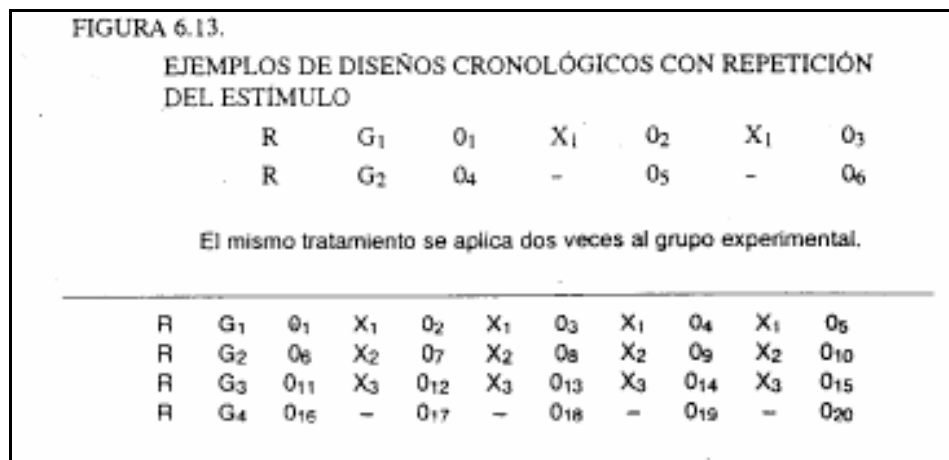 FIGURA 6.13.
EJEMPLOS DE DISEÑOS CRONOLÓGICOS CON REPETICIÓN
DEL ESTÍMULO
R G₁ 0₁ X₁ 0₂ X₁ 0₃
R G₂ 0₄ – 0₅ – 0₆
El mismo tratamiento se aplica dos veces al grupo experimental.
R G₁ 0₁ X₁ 0₂ X₁ 0₃ X₁ 0₄ X₁ 0₅
R G₂ 0₆ X₂ 0₇ X₂ 0₈ X₂ 0₉ X₂ 0₁₀
R G₃ 0₁₁ X₃ 0₁₂ X₃ 0₁₃ X₃ 0₁₄ X₃ 0₁₅
R G₄ 0₁₆ – 0₁₇ – 0₁₈ – 0₁₉ – 0₂₀